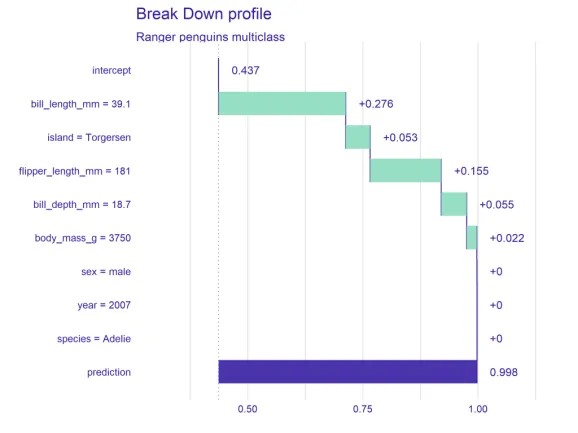 Break Down profile
Ranger penguins multiclass
intercept 0.437
bill_length_mm = 39.1 +0.276
island = Torgersen +0.053
flipper_length_mm = 181 +0.155
bill_depth_mm = 18.7 +0.055
body_mass_g = 3750 +0.022
sex = male +0
year = 2007 +0
species = Adelie +0
prediction 0.998
0.50 0.75 1.00